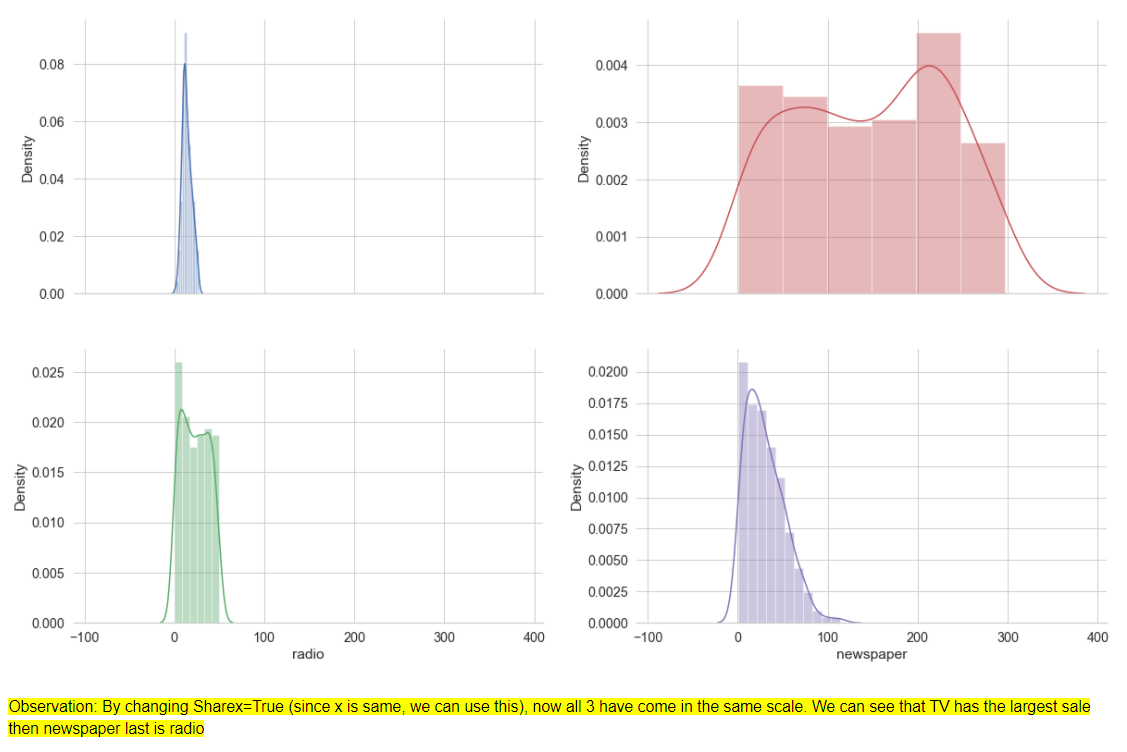 0.08
0.06
0.04
0.02
0.00
Density
0.004
0.003
0.002
0.001
0.000
Density
0.025
0.020
0.015
0.010
0.005
0.000
Density
−100 0 100 200 300 400
radio
0.0200
0.0175
0.0150
0.0125
0.0100
0.0075
0.0050
0.0025
0.0000
Density
−100 0 100 200 300 400
newspaper
Observation: By changing Sharex=True (since x is same, we can use this), now all 3 have come in the same scale. We can see that TV has the largest sale
then newspaper last is radio